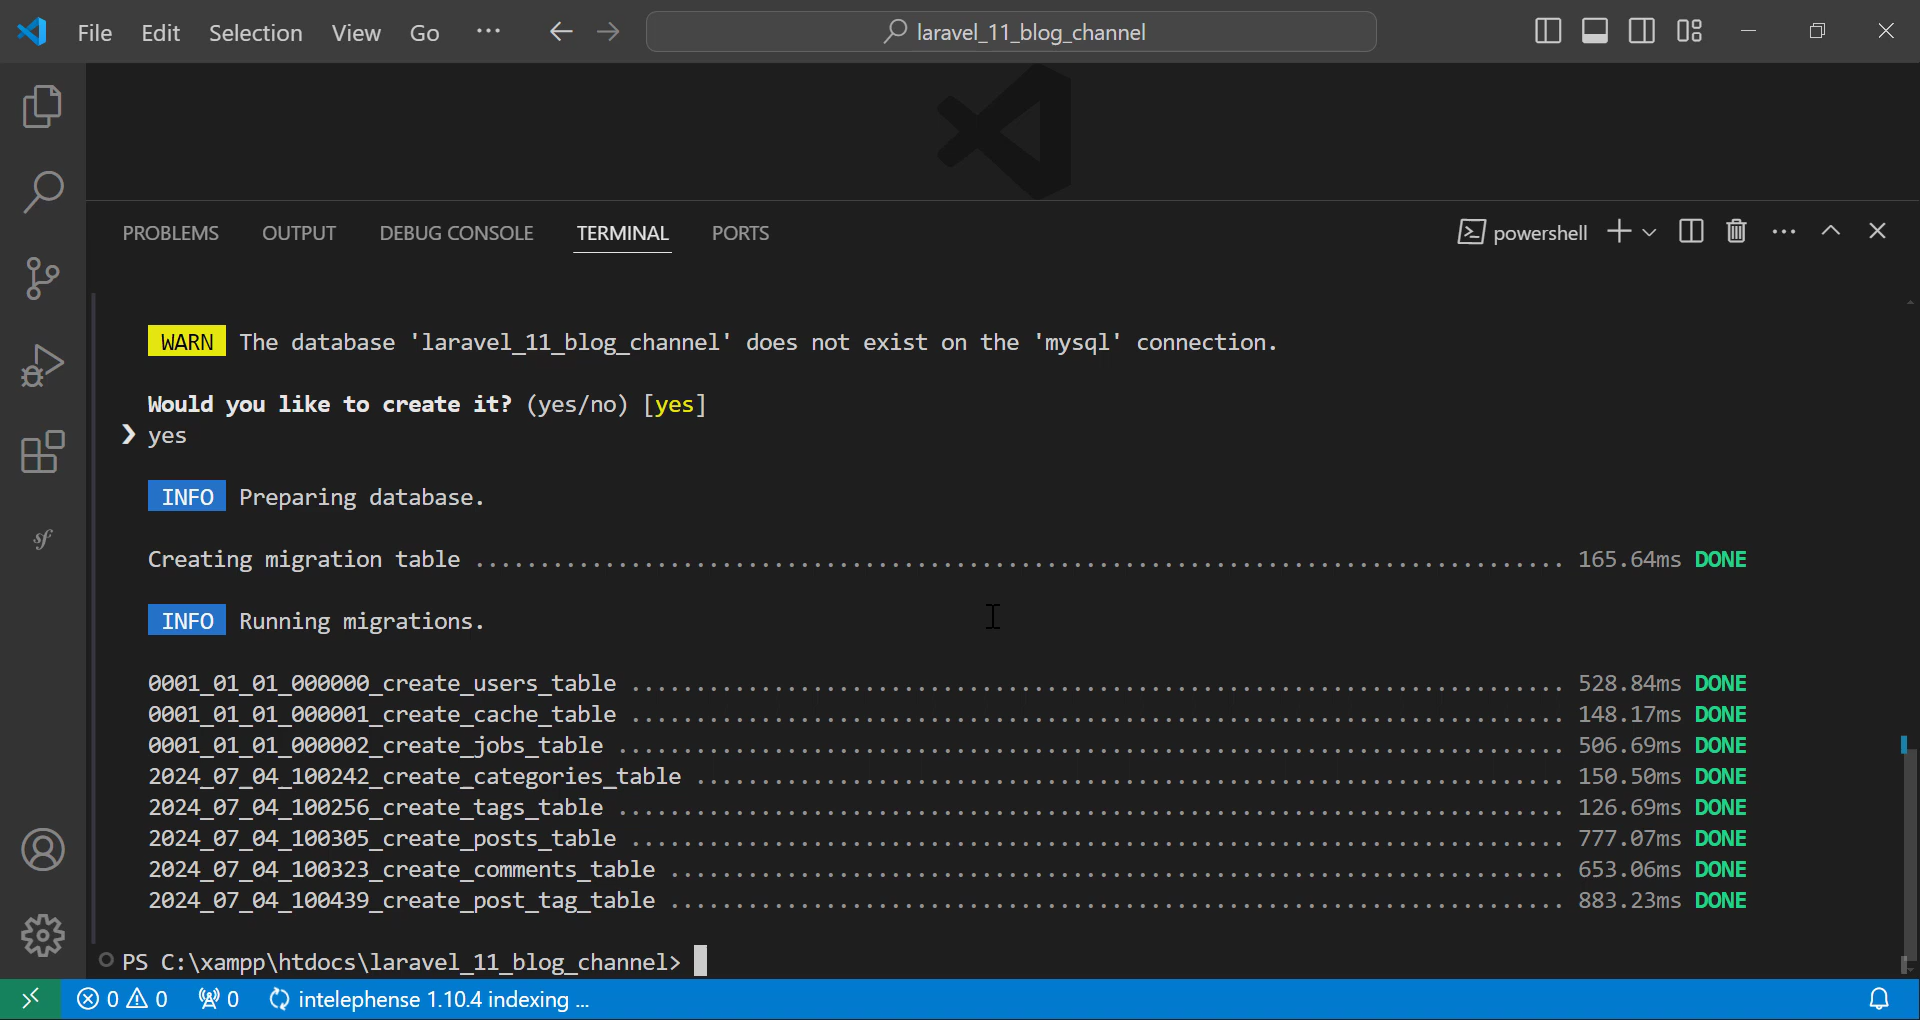 File Edit Selection View Go ··· laravel_11_blog_channel
PROBLEMS OUTPUT DEBUG CONSOLE TERMINAL PORTS powershell
WARN The database 'laravel_11_blog_channel' does not exist on the 'mysql' connection.
Would you like to create it? (yes/no) [yes]
❯ yes
INFO Preparing database.
Creating migration table ................................................................................... 165.64ms DONE
INFO Running migrations.
0001_01_01_000000_create_users_table ....................................................................... 528.84ms DONE
0001_01_01_000001_create_cache_table ....................................................................... 148.17ms DONE
0001_01_01_000002_create_jobs_table ........................................................................ 506.69ms DONE
2024_07_04_100242_create_categories_table .................................................................. 150.50ms DONE
2024_07_04_100256_create_tags_table ........................................................................ 126.69ms DONE
2024_07_04_100305_create_posts_table ....................................................................... 777.07ms DONE
2024_07_04_100323_create_comments_table .................................................................... 653.06ms DONE
2024_07_04_100439_create_post_tag_table .................................................................... 883.23ms DONE
PS C:\xampp\htdocs\laravel_11_blog_channel>
0 0 0 intelephense 1.10.4 indexing ...